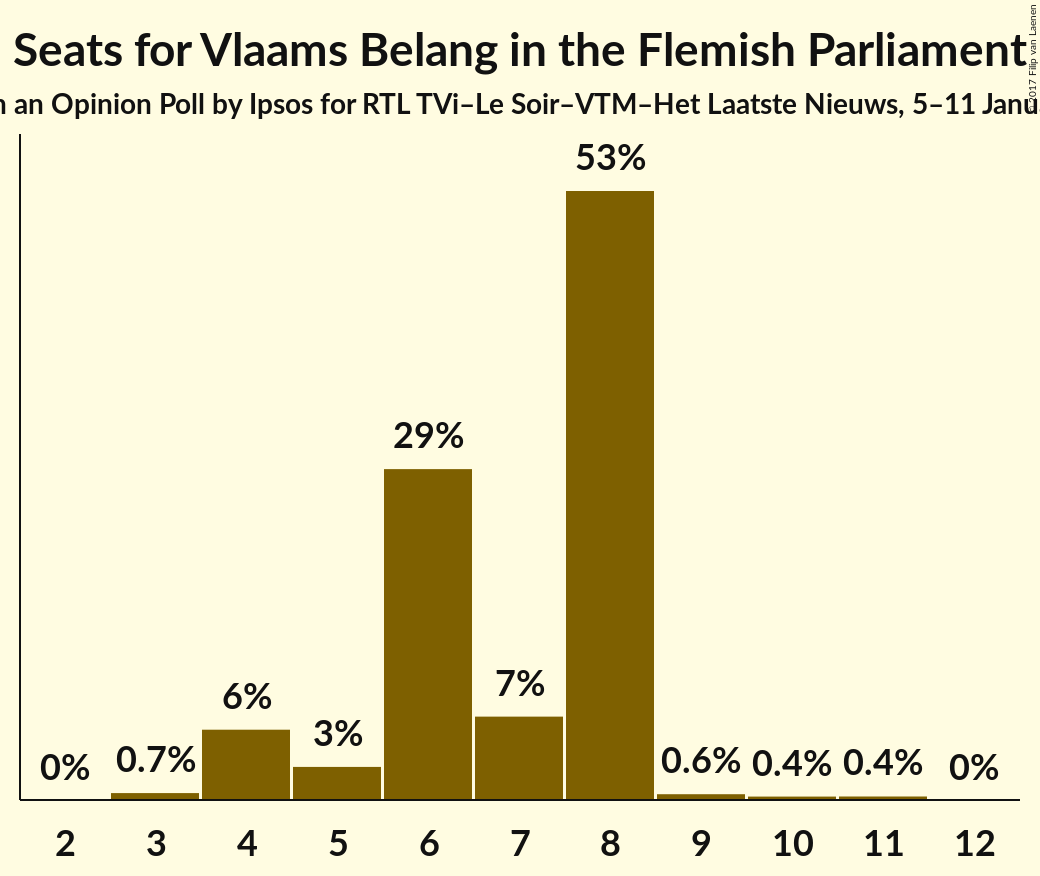 Seats for Vlaams Belang in the Flemish Parliament
an Opinion Poll by Ipsos for RTL TVi–Le Soir–VTM–Het Laatste Nieuws, 5–11
© 2017 Filip van Laenen
53%
29%
7%
6%
3%
0% 0.7% 0.6% 0.4% 0.4% 0%
2 3 4 5 6 7 8 9 10 11 12